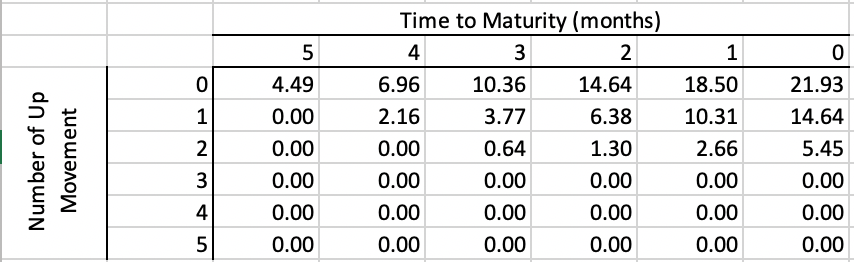 Time to Maturity (months)
5 4 3 2 1 0
Number of Up
Movement
0 4.49 6.96 10.36 14.64 18.50 21.93
1 0.00 2.16 3.77 6.38 10.31 14.64
2 0.00 0.00 0.64 1.30 2.66 5.45
3 0.00 0.00 0.00 0.00 0.00 0.00
4 0.00 0.00 0.00 0.00 0.00 0.00
5 0.00 0.00 0.00 0.00 0.00 0.00